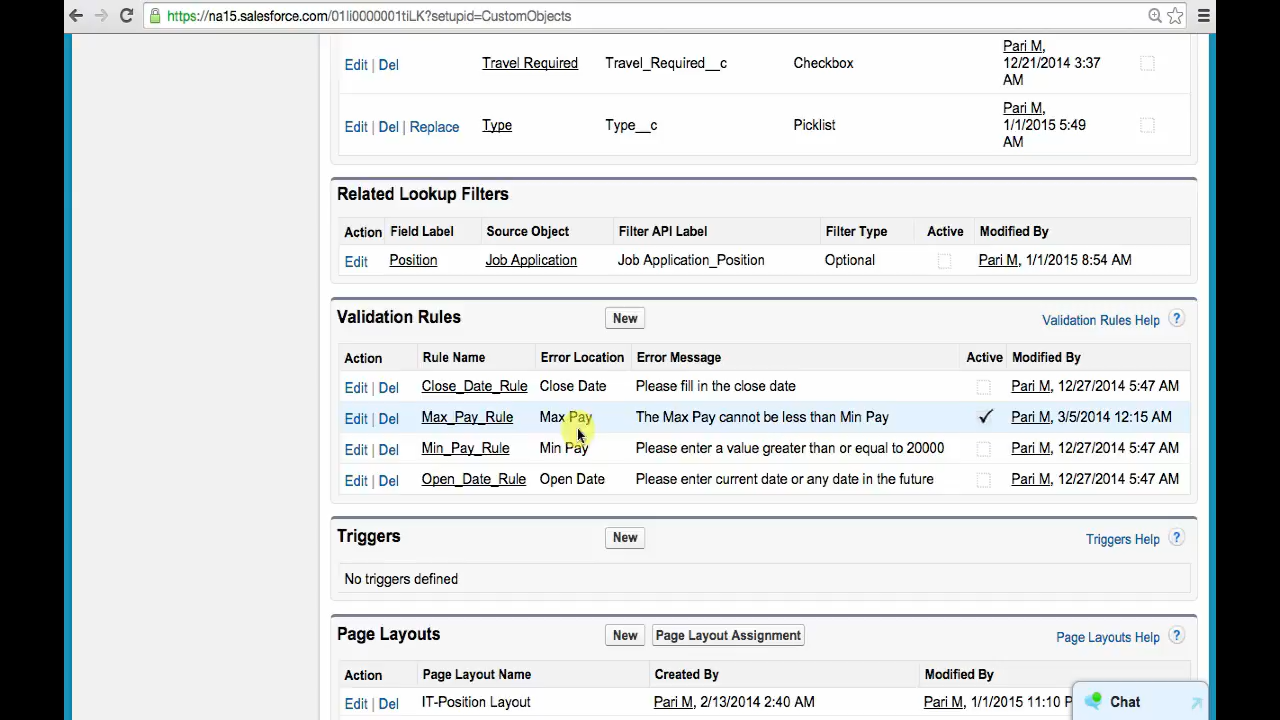 https://na15.salesforce.com/01Ii0000001tiLK?setupid=CustomObjects
Edit | Del Travel Required Travel_Required__c Checkbox Pari M, 12/21/2014 3:37 AM
Edit | Del | Replace Type Type__c Picklist Pari M, 1/1/2015 5:49 AM
Related Lookup Filters
Action Field Label Source Object Filter API Label Filter Type Active Modified By
Edit Position Job Application Job Application_Position Optional Pari M, 1/1/2015 8:54 AM
Validation Rules New Validation Rules Help ?
Action Rule Name Error Location Error Message Active Modified By
Edit | Del Close_Date_Rule Close Date Please fill in the close date Pari M, 12/27/2014 5:47 AM
Edit | Del Max_Pay_Rule Max Pay The Max Pay cannot be less than Min Pay Pari M, 3/5/2014 12:15 AM
Edit | Del Min_Pay_Rule Min Pay Please enter a value greater than or equal to 20000 Pari M, 12/27/2014 5:47 AM
Edit | Del Open_Date_Rule Open Date Please enter current date or any date in the future Pari M, 12/27/2014 5:47 AM
Triggers New Triggers Help ?
No triggers defined
Page Layouts New Page Layout Assignment Page Layouts Help ?
Action Page Layout Name Created By Modified By
Edit | Del IT-Position Layout Pari M, 2/13/2014 2:40 AM Pari M, 1/1/2015 11:10 P
Chat